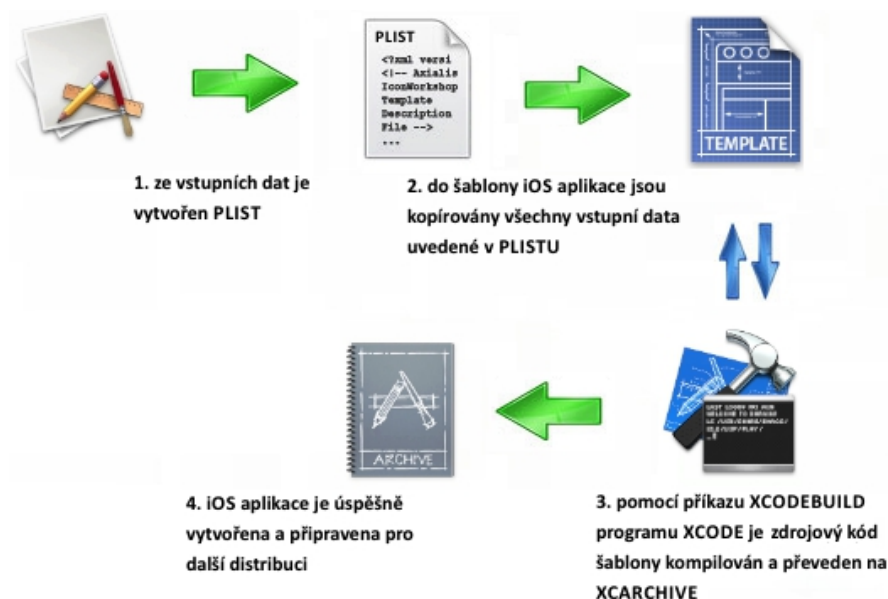 PLIST
<?xml versi
<!-- Axialis
IconWorkshop
Template
Description
File -->
...
TEMPLATE
1. ze vstupních dat je
vytvořen PLIST
2. do šablony iOS aplikace jsou
kopírovány všechny vstupní data
uvedené v PLISTU
ARCHIVE
4. iOS aplikace je úspěšně
vytvořena a připravena pro
další distribuci
3. pomocí příkazu XCODEBUILD
programu XCODE je zdrojový kód
šablony kompilován a převeden na
XCARCHIVE